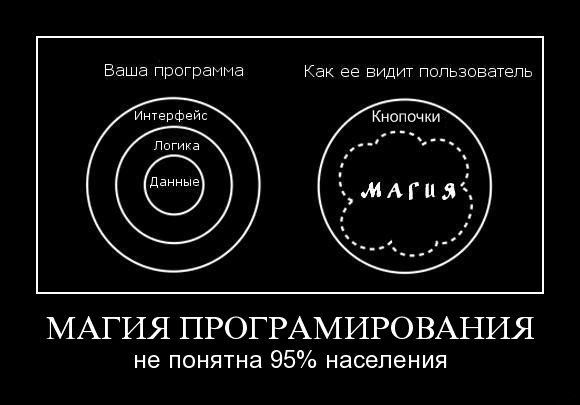 Ваша программа
Как ее видит пользователь
Интерфейс
Логика
Данные
Кнопочки
МАГИЯ
МАГИЯ ПРОГРАМИРОВАНИЯ
не понятна 95% населения